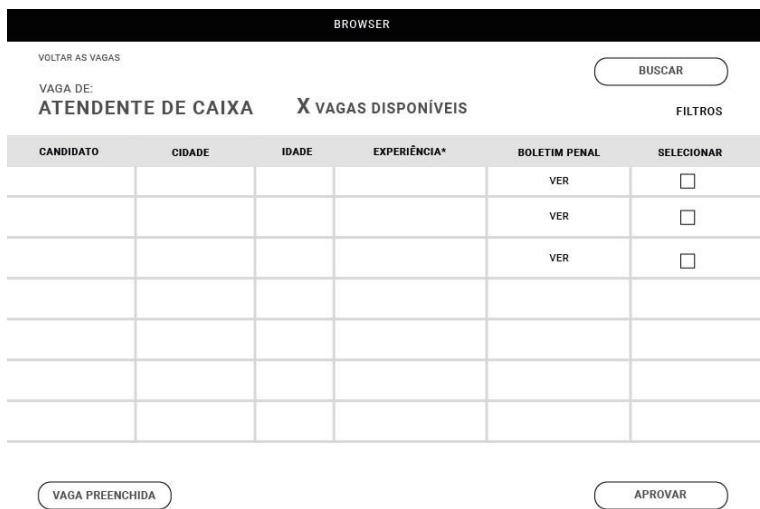 BROWSER
VOLTAR AS VAGAS
BUSCAR
VAGA DE:
ATENDENTE DE CAIXA X VAGAS DISPONÍVEIS
FILTROS
CANDIDATO CIDADE IDADE EXPERIÊNCIA* BOLETIM PENAL SELECIONAR
VER
VER
VER
VAGA PREENCHIDA APROVAR